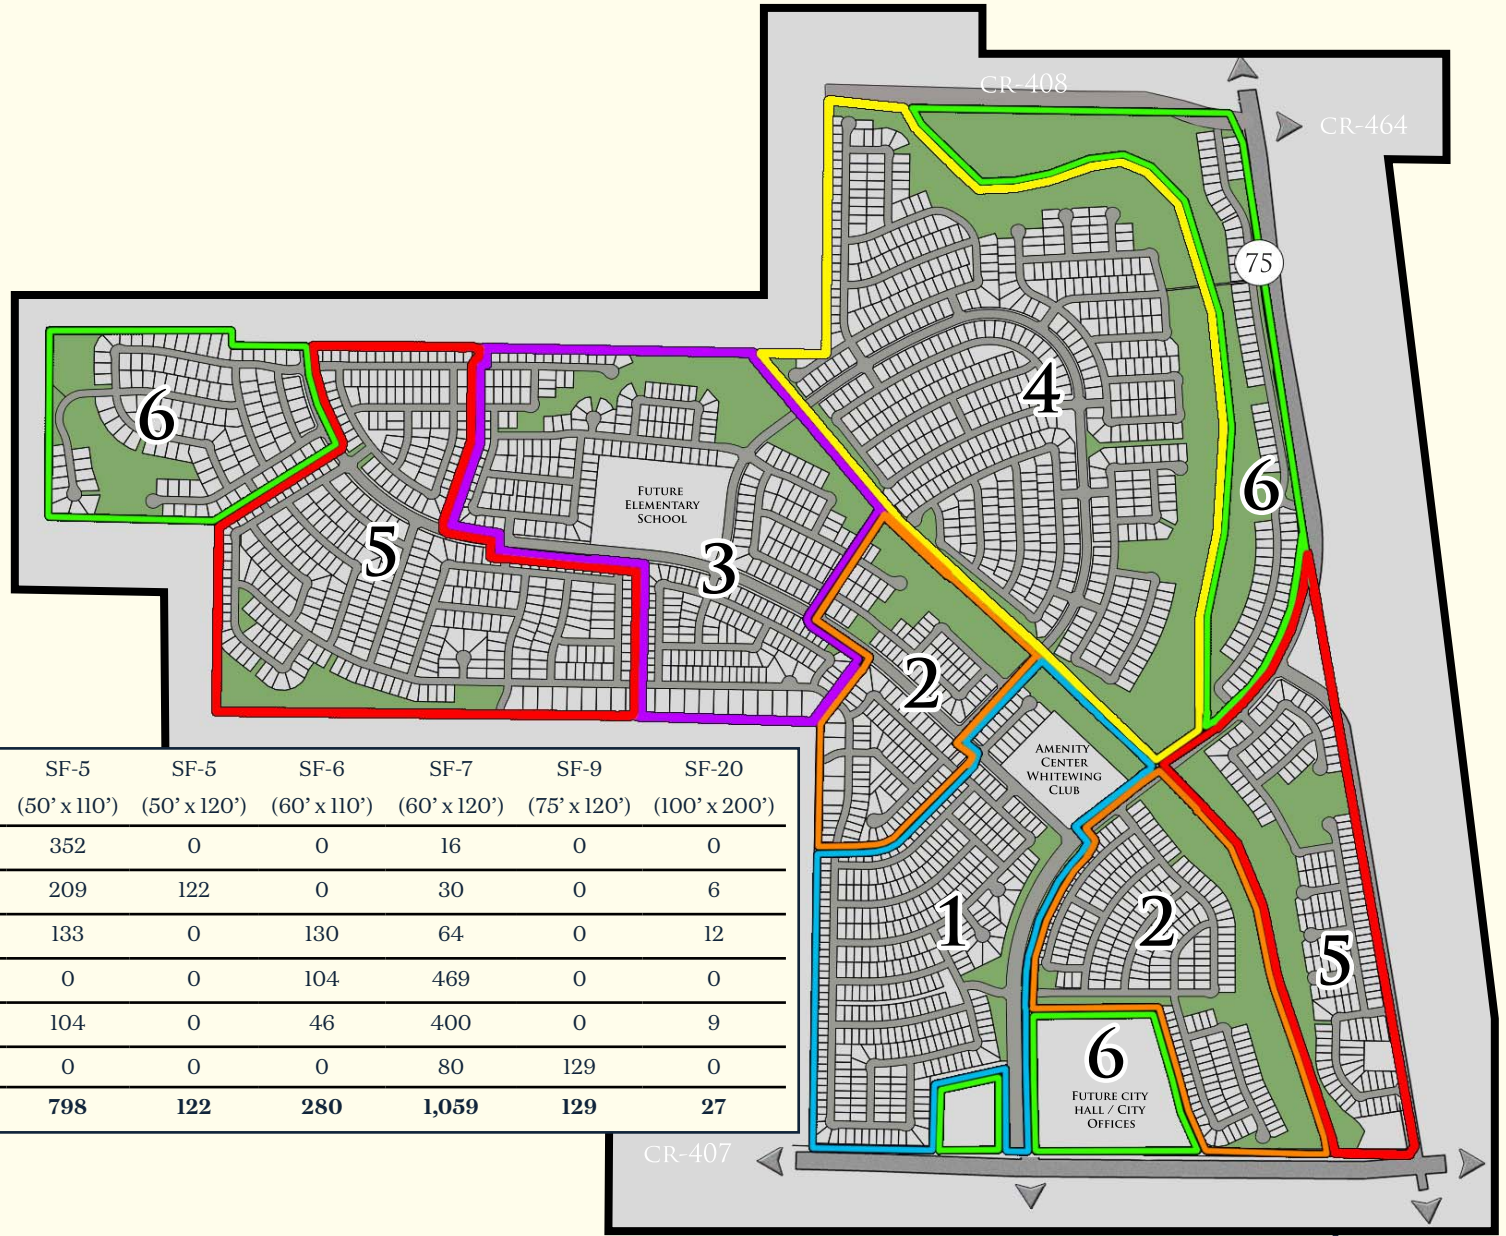 CR-408
CR-464
75
4
6
6
5
Future
Elementary
School
3
2
Amenity
Center
Whitewing
Club
SF-5 SF-5 SF-6 SF-7 SF-9 SF-20
(50' x 110') (50' x 120') (60' x 110') (60' x 120') (75' x 120') (100' x 200')
352 0 0 16 0 0
209 122 0 30 0 6
133 0 130 64 0 12
0 0 104 469 0 0
104 0 46 400 0 9
0 0 0 80 129 0
798 122 280 1,059 129 27
1
2
5
6
Future City
Hall / City
Offices
CR-407